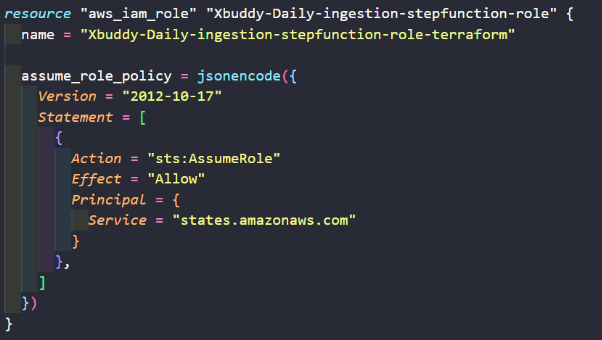 resource "aws_iam_role" "Xbuddy-Daily-ingestion-stepfunction-role" {
  name = "Xbuddy-Daily-ingestion-stepfunction-role-terraform"
  assume_role_policy = jsonencode({
    Version = "2012-10-17"
    Statement = [
      {
        Action = "sts:AssumeRole"
        Effect = "Allow"
        Principal = {
          Service = "states.amazonaws.com"
        }
      },
    ]
  })
}